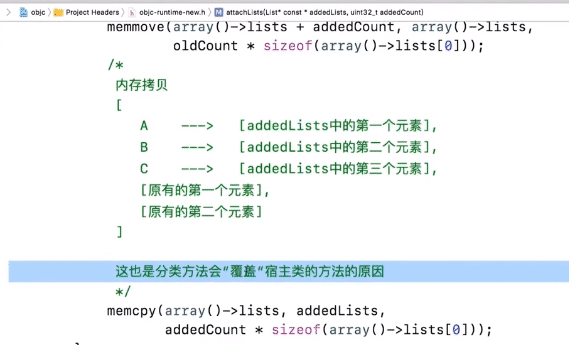 objc 〉 Project Headers 〉 objc-runtime-new.h 〉 M attachLists(List* const * addedLists, uint32_t addedCount)
memmove(array()->lists + addedCount, array()->lists,
oldCount * sizeof(array()->lists[0]));
/*
内存拷贝
[
A ---> [addedLists中的第一个元素],
B ---> [addedLists中的第二个元素],
C ---> [addedLists中的第三个元素],
[原有的第一个元素],
[原有的第二个元素]
]
这也是分类方法会“覆盖”宿主类的方法的原因
*/
memcpy(array()->lists, addedLists,
addedCount * sizeof(array()->lists[0]));